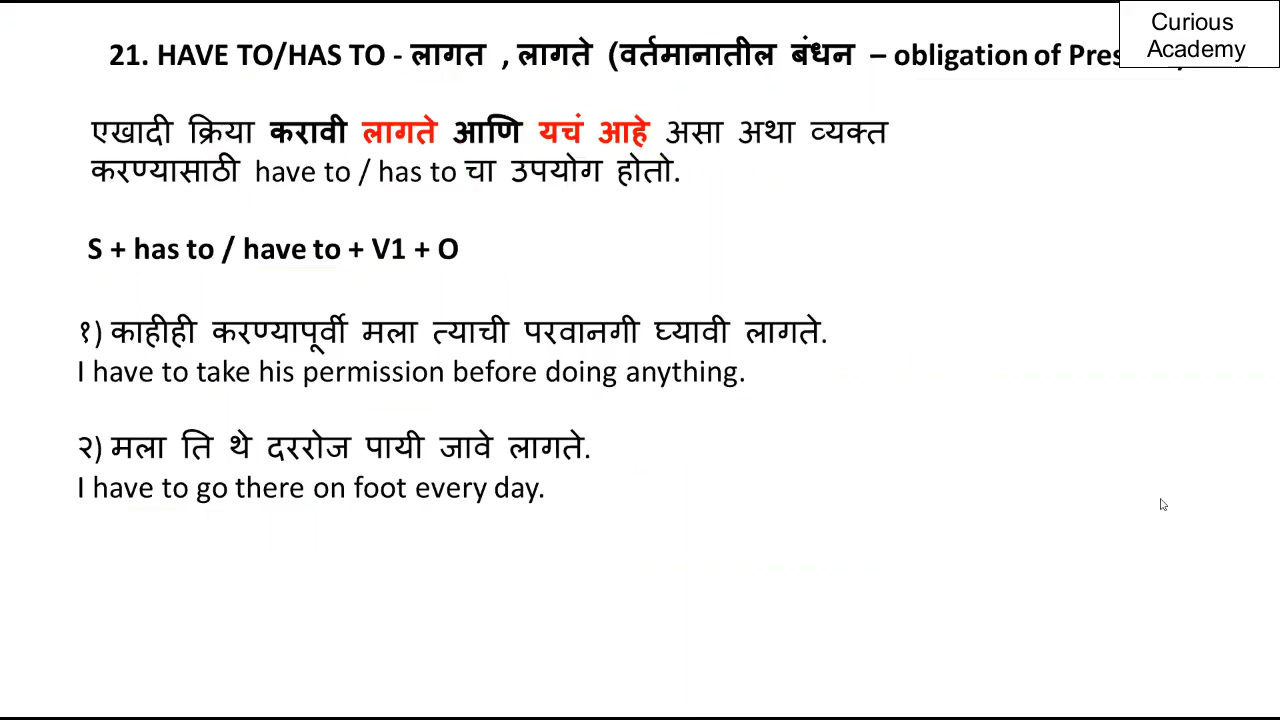 Curious
Academy
21. HAVE TO/HAS TO - लागत , लागते (वर्तमानातील बंधन – obligation of
एखादी क्रिया करावी लागते आणि यचं आहे असा अथा व्यक्त
करण्यासाठी have to / has to चा उपयोग होतो.
S + has to / have to + V1 + O
१) काहीही करण्यापूर्वी मला त्याची परवानगी घ्यावी लागते.
I have to take his permission before doing anything.
२) मला ति थे दररोज पायी जावे लागते.
I have to go there on foot every day.